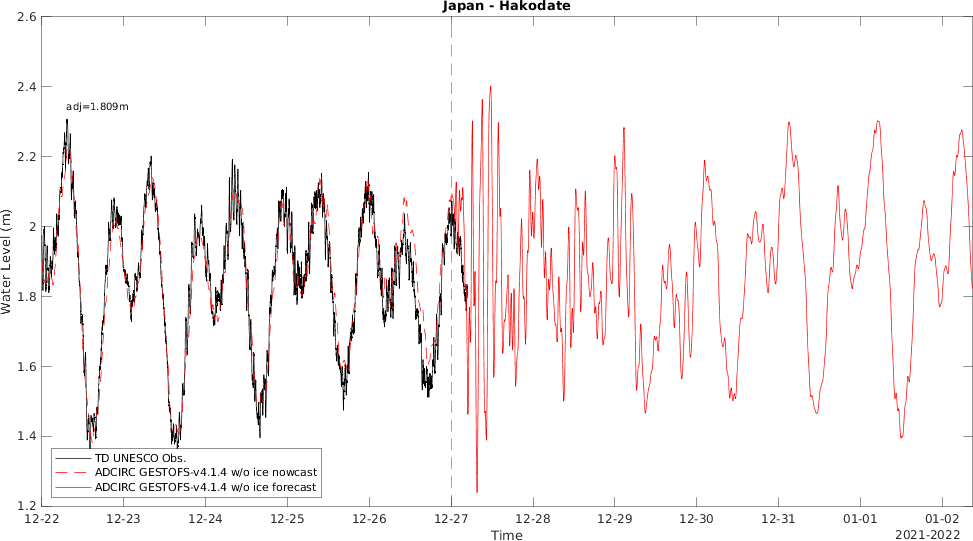 Japan - Hakodate
2.6
2.4
2.2
2
1.8
1.6
1.4
1.2
Water Level (m)
adj=1.809m
TD UNESCO Obs.
ADCIRC GESTOFS-v4.1.4 w/o ice nowcast
ADCIRC GESTOFS-v4.1.4 w/o ice forecast
12-22 12-23 12-24 12-25 12-26 12-27 12-28 12-29 12-30 12-31 01-01 01-02
Time
2021-2022